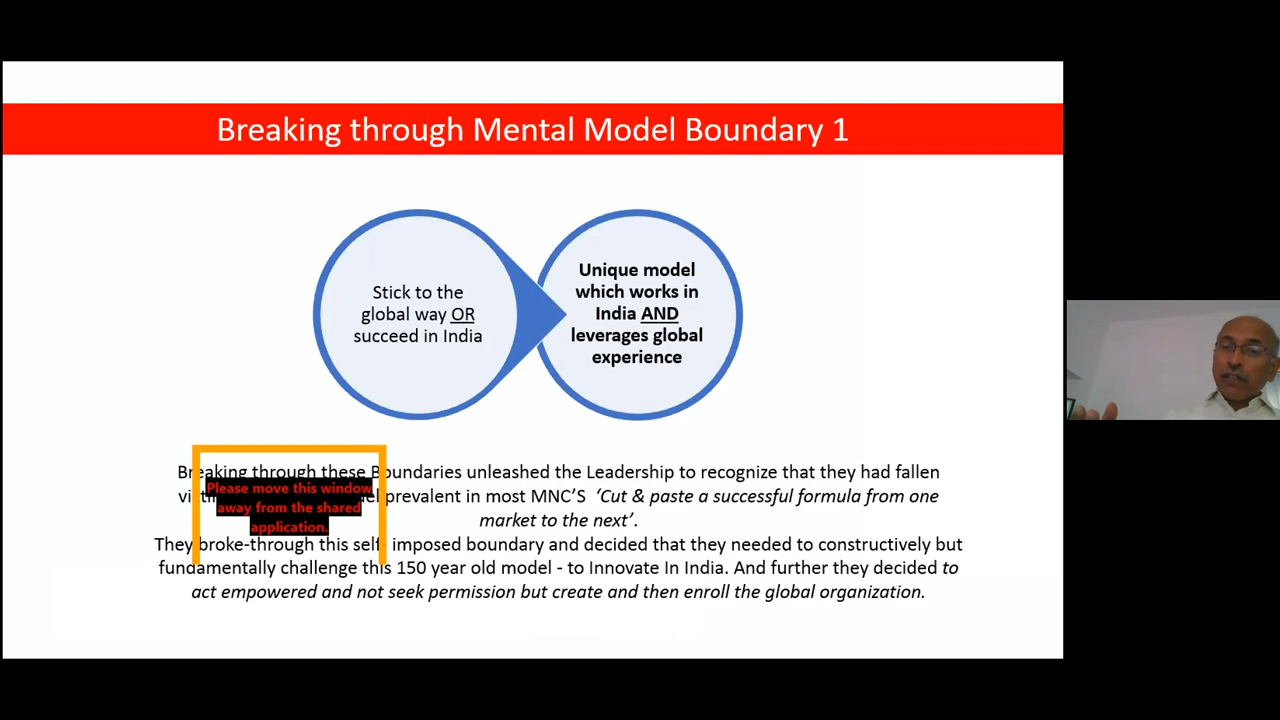 Breaking through Mental Model Boundary 1
Stick to the
global way OR
succeed in India
Unique model
which works in
India AND
leverages global
experience
Breaking through these Boundaries unleashed the Leadership to recognize that they had fallen
prevalent in most MNC'S ‘Cut & paste a successful formula from one
market to the next’.
They broke-through this self- imposed boundary and decided that they needed to constructively but
fundamentally challenge this 150 year old model - to Innovate In India. And further they decided to
act empowered and not seek permission but create and then enroll the global organization.
Please move this window
away from the shared
application.